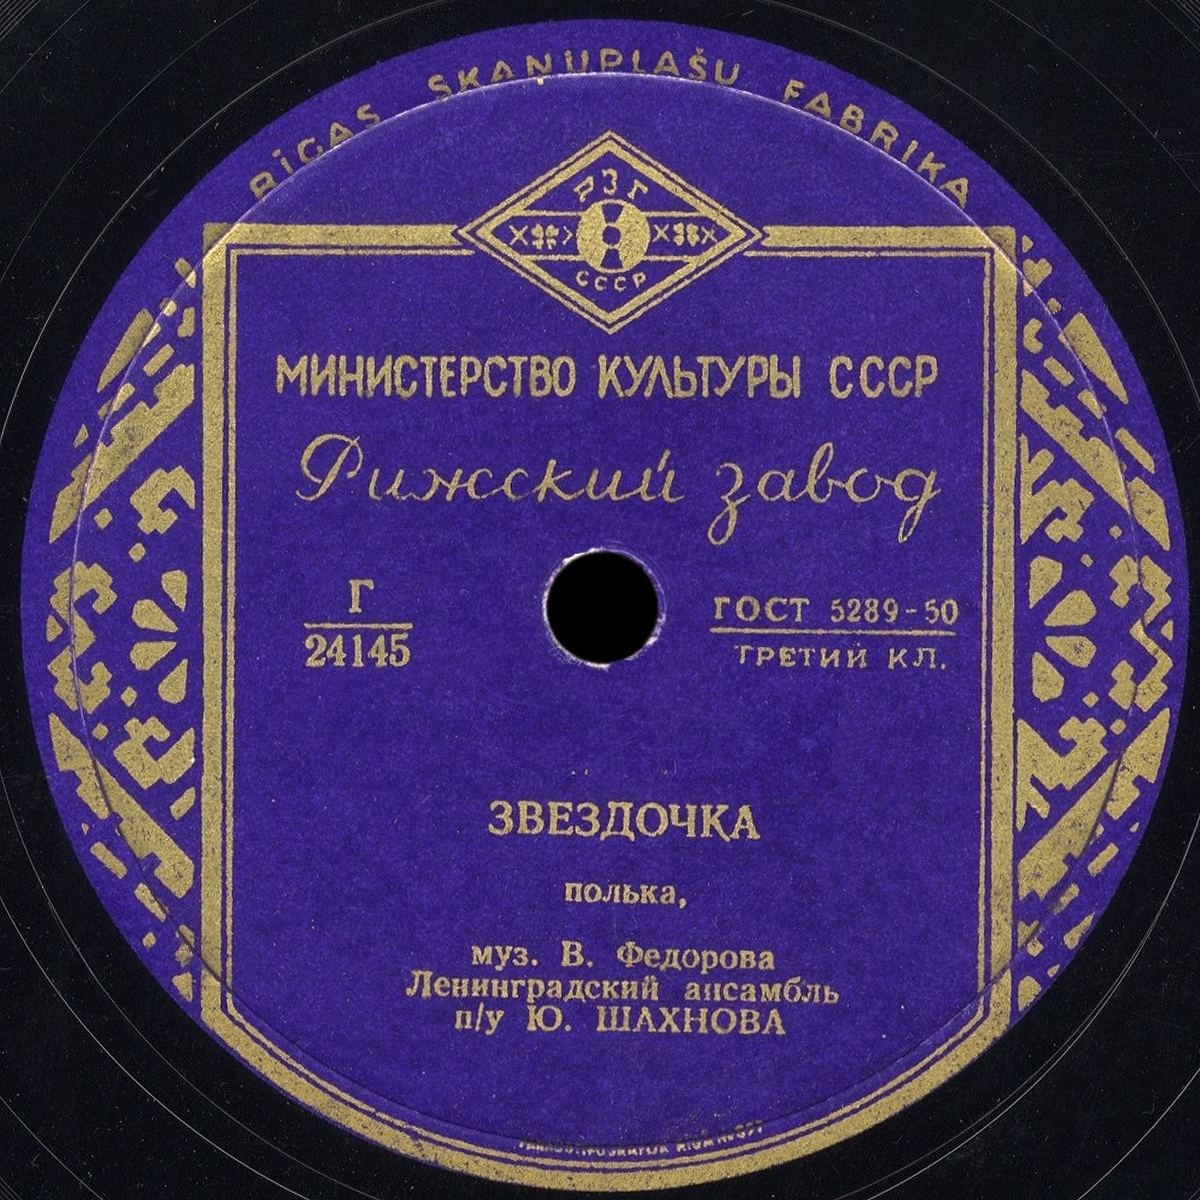 RĪGAS SKAŅUPLAŠU FABRIKA
РЗГ
СССР
МИНИСТЕРСТВО КУЛЬТУРЫ СССР
Рижский завод
Г
24145
ГОСТ 5289-50
ТРЕТИЙ КЛ.
ЗВЕЗДОЧКА
полька,
муз. В. Федорова
Ленинградский ансамбль
п/у Ю. ШАХНОВА